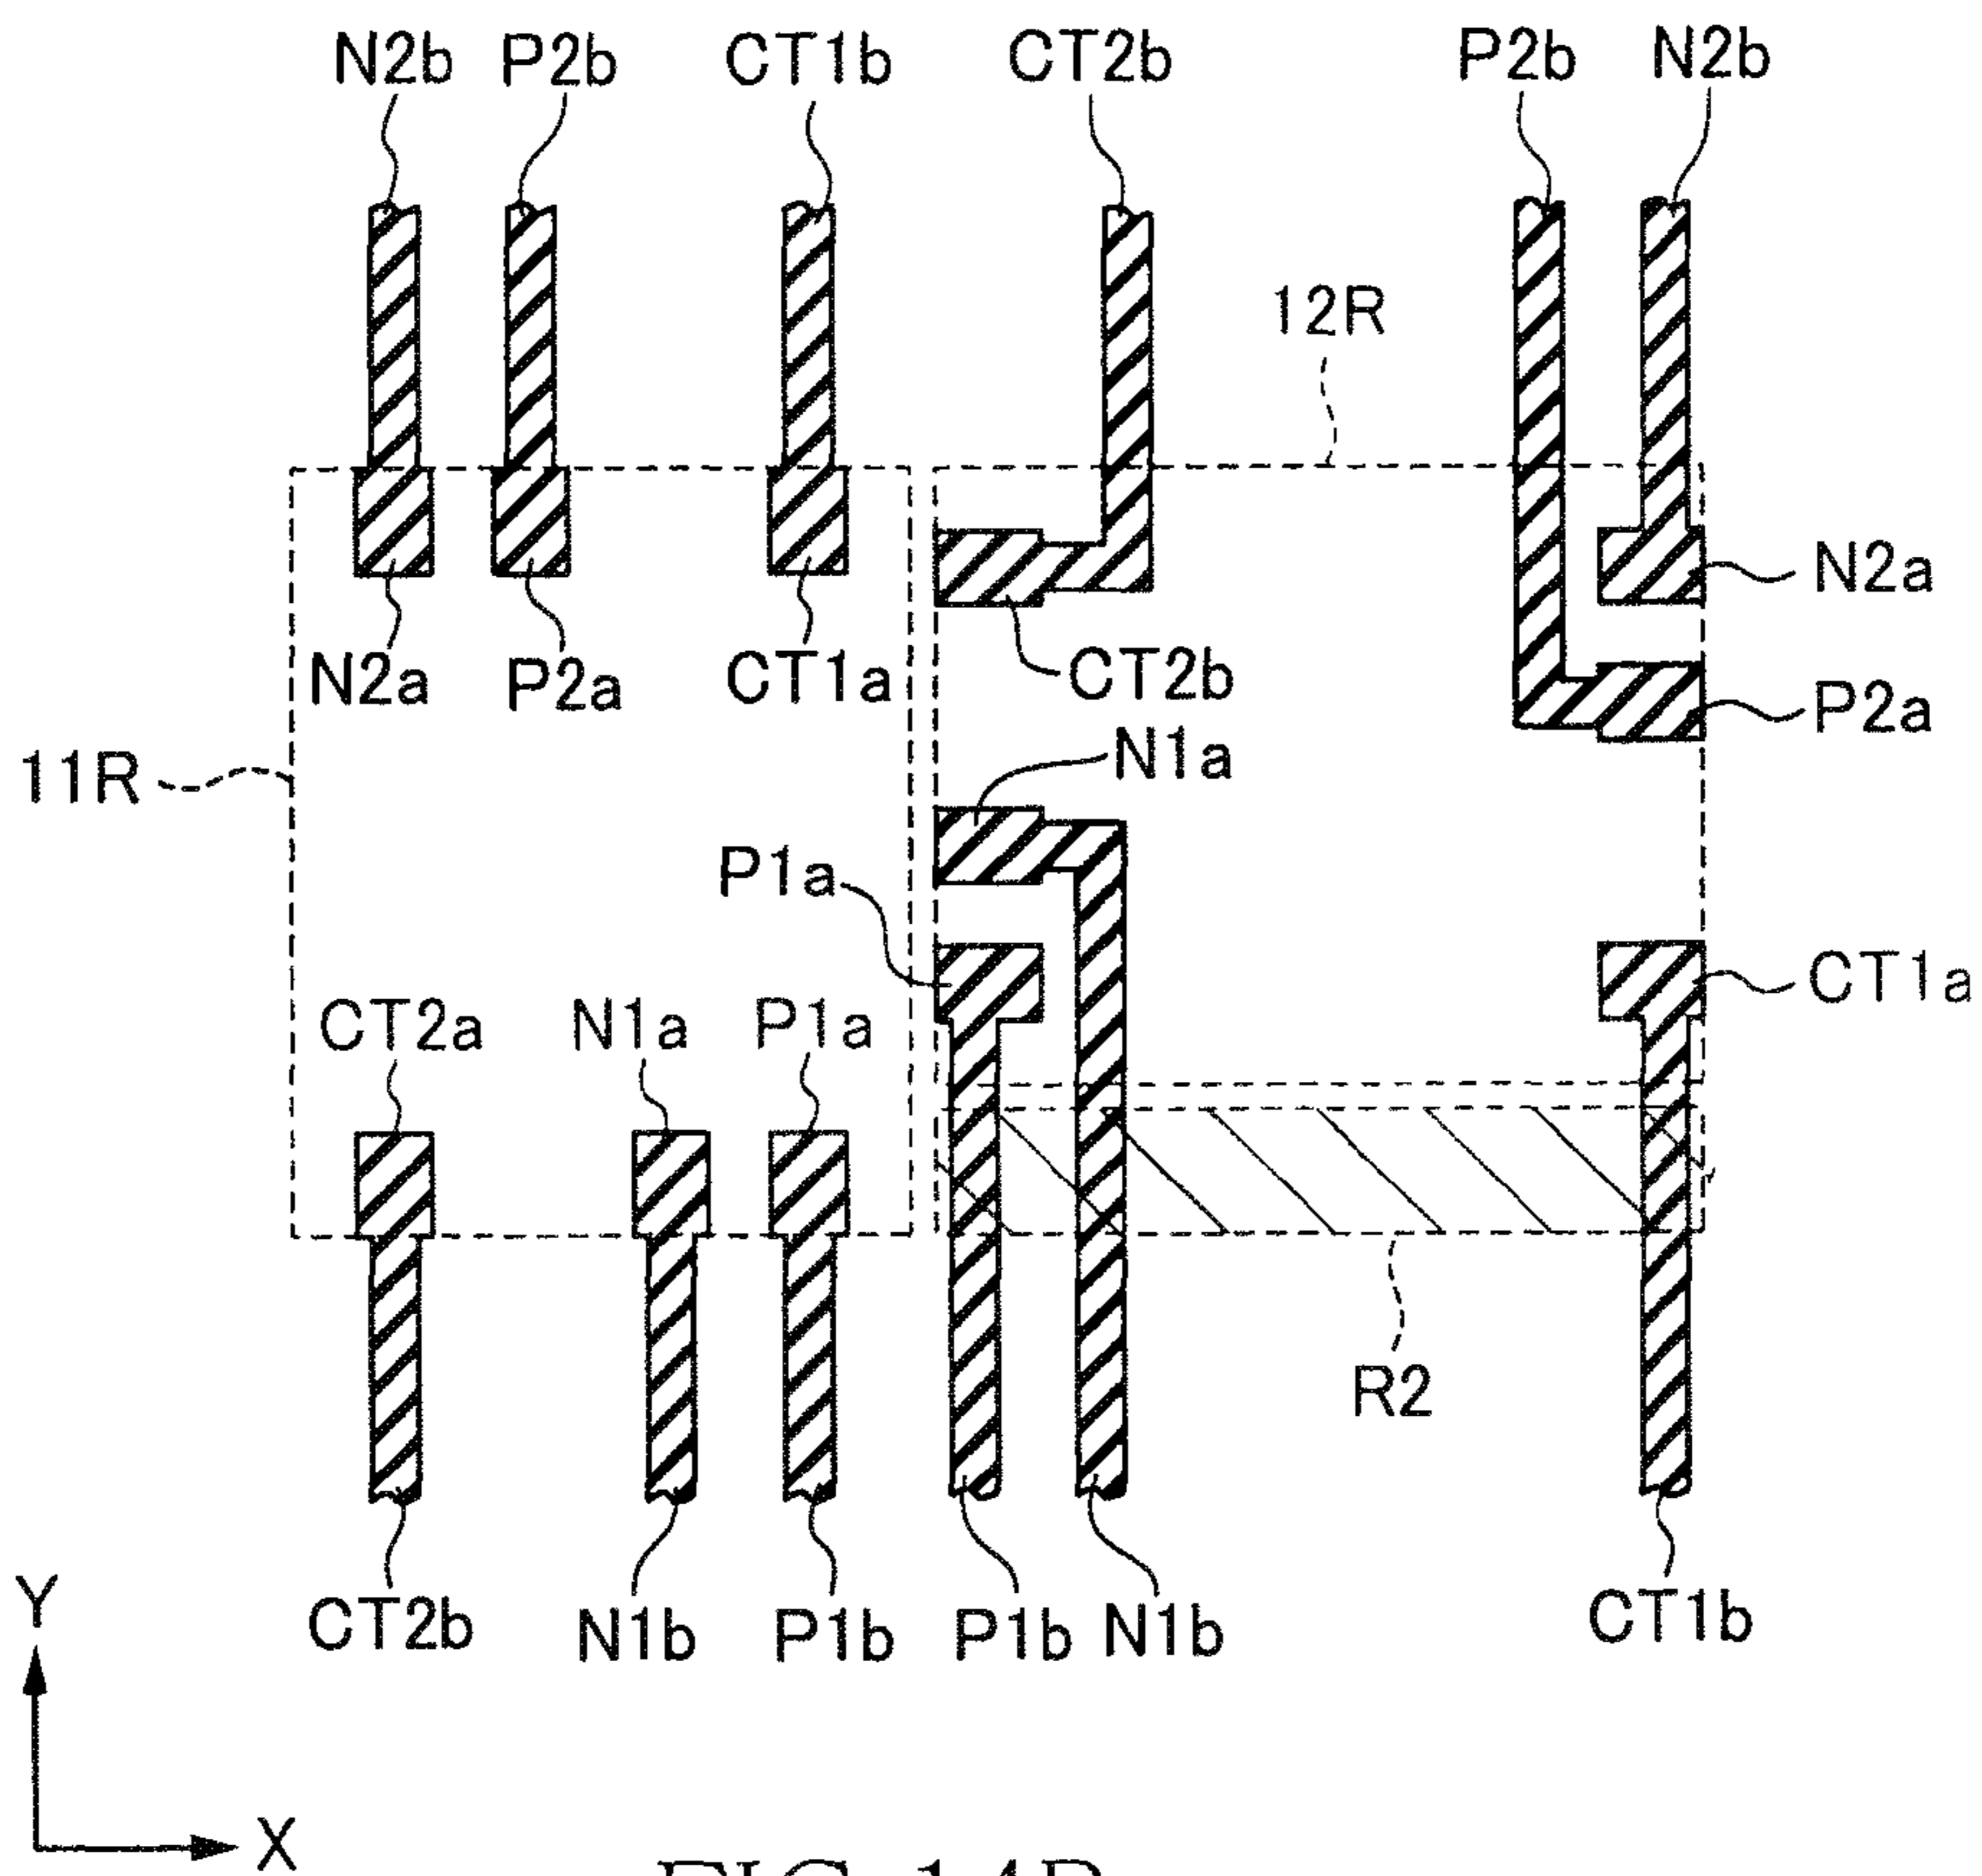 N2b P2b CT1b CT2b P2b N2b
12R
N2a P2a CT1a CT2b N2a
P2a
11R N1a
P1a
CT2a N1a P1a CT1a
R2
CT2b N1b P1b P1b N1b CT1b
Y
X